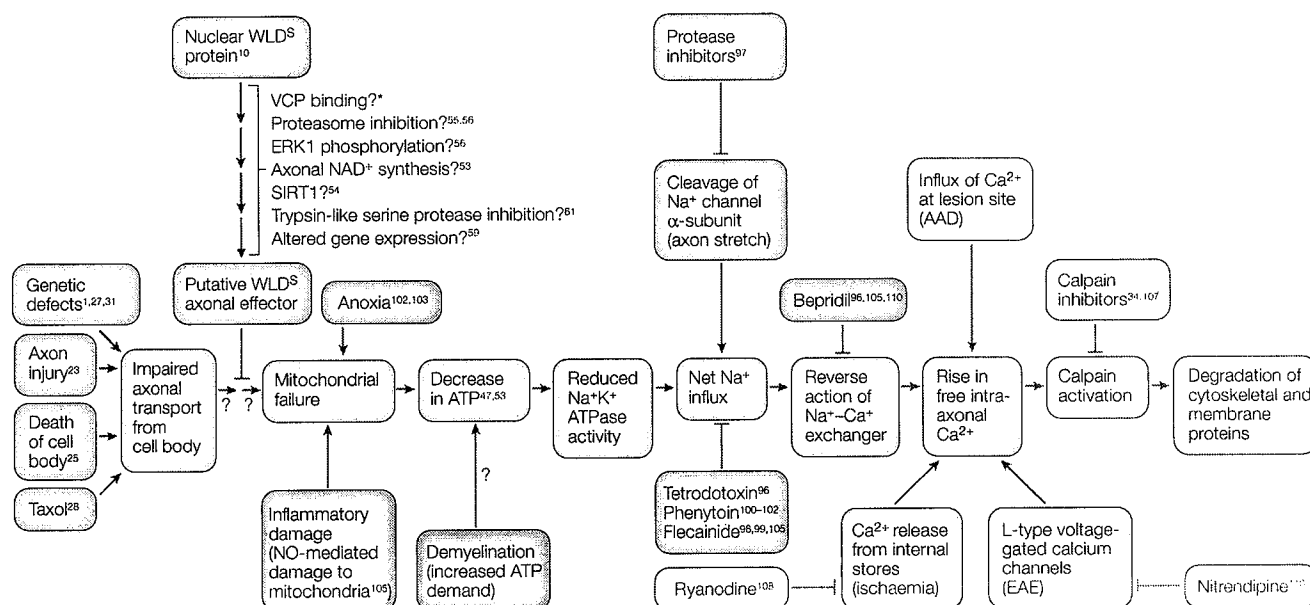 Nuclear WLDˢ
protein¹⁰
VCP binding?*
Proteasome inhibition?⁵⁵,⁵⁶
ERK1 phosphorylation?⁵⁶
Axonal NAD⁺ synthesis?⁵³
SIRT1?⁵⁴
Trypsin-like serine protease inhibition?⁶¹
Altered gene expression?⁵⁹
Putative WLDˢ
axonal effector
Protease
inhibitors⁹⁷
Cleavage of
Na⁺ channel
α-subunit
(axon stretch)
Influx of Ca²⁺
at lesion site
(AAD)
Genetic
defects¹,²⁷,³¹
Axon
injury²³
Death of
of cell
body²⁵
Taxol²⁸
Anoxia¹⁰²,¹⁰³
Bepridil⁹⁶,¹⁰⁵,¹¹⁰
Calpain
inhibitors³⁴,¹⁰⁷
Impaired
axonal
transport
from
cell body
? ?
Mitochondrial
failure
Decrease
in ATP⁴⁷,⁵³
Reduced
Na⁺K⁺
ATPase
activity
Net Na⁺
influx
Reverse
action of
Na⁺–Ca²⁺
exchanger
Rise in
free intra-
axonal
Ca²⁺
Calpain
activation
Degradation of
cytoskeletal and
membrane
proteins
Inflammatory
damage
(NO-mediated
damage to
mitochondria¹⁰⁵)
?
Demyelination
(increased ATP
demand)
Tetrodotoxin⁹⁶
Phenytoin¹⁰⁰⁻¹⁰²
Flecainide⁹⁸,⁹⁹,¹⁰⁵
Ryanodine¹⁰⁸
Ca²⁺ release
from internal
stores
(ischaemia)
L-type voltage-
gated calcium
channels
(EAE)
Nitrendipine